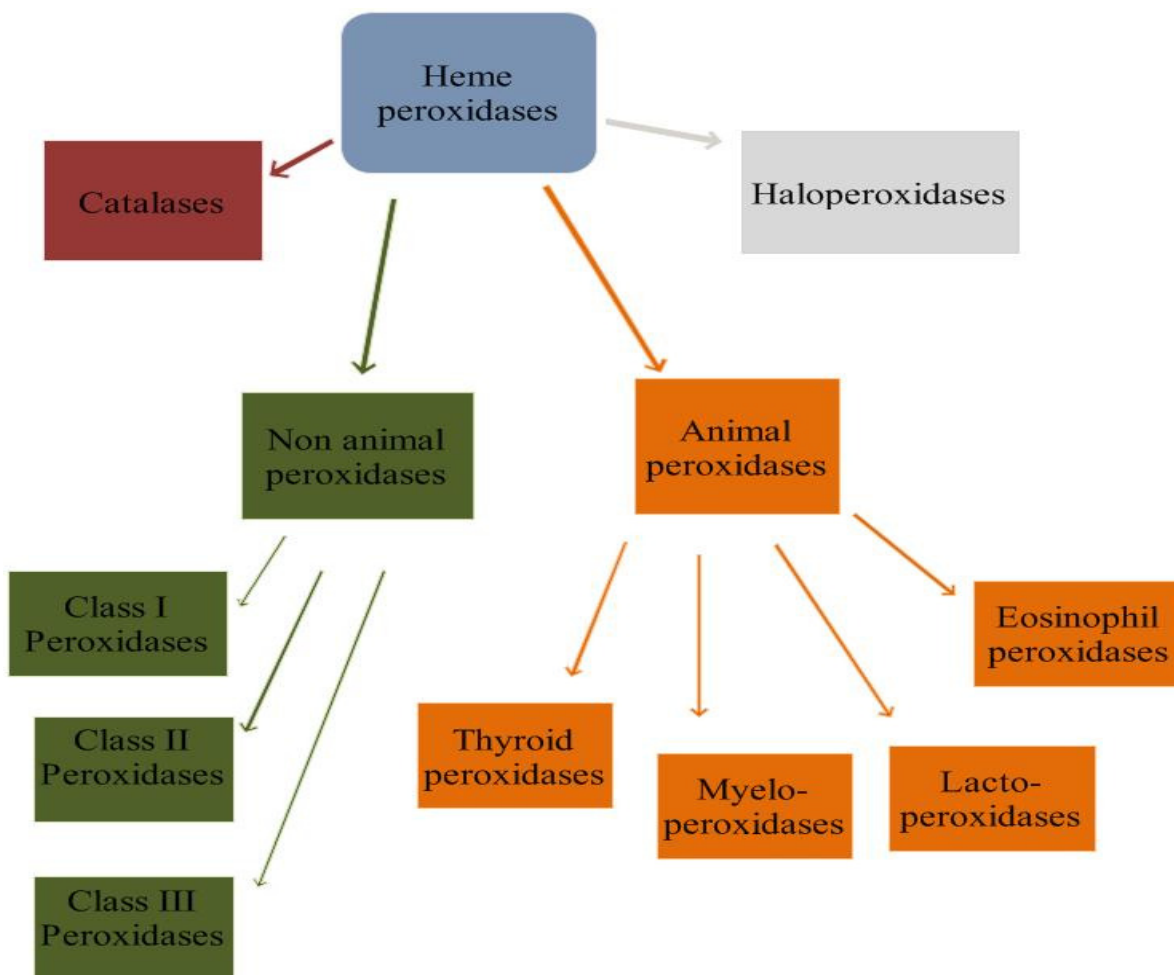 Heme
peroxidases
Catalases
Haloperoxidases
Non animal
peroxidases
Animal
peroxidases
Class I
Peroxidases
Class II
Peroxidases
Class III
Peroxidases
Thyroid
peroxidases
Myelo-
peroxidases
Lacto-
peroxidases
Eosinophil
peroxidases